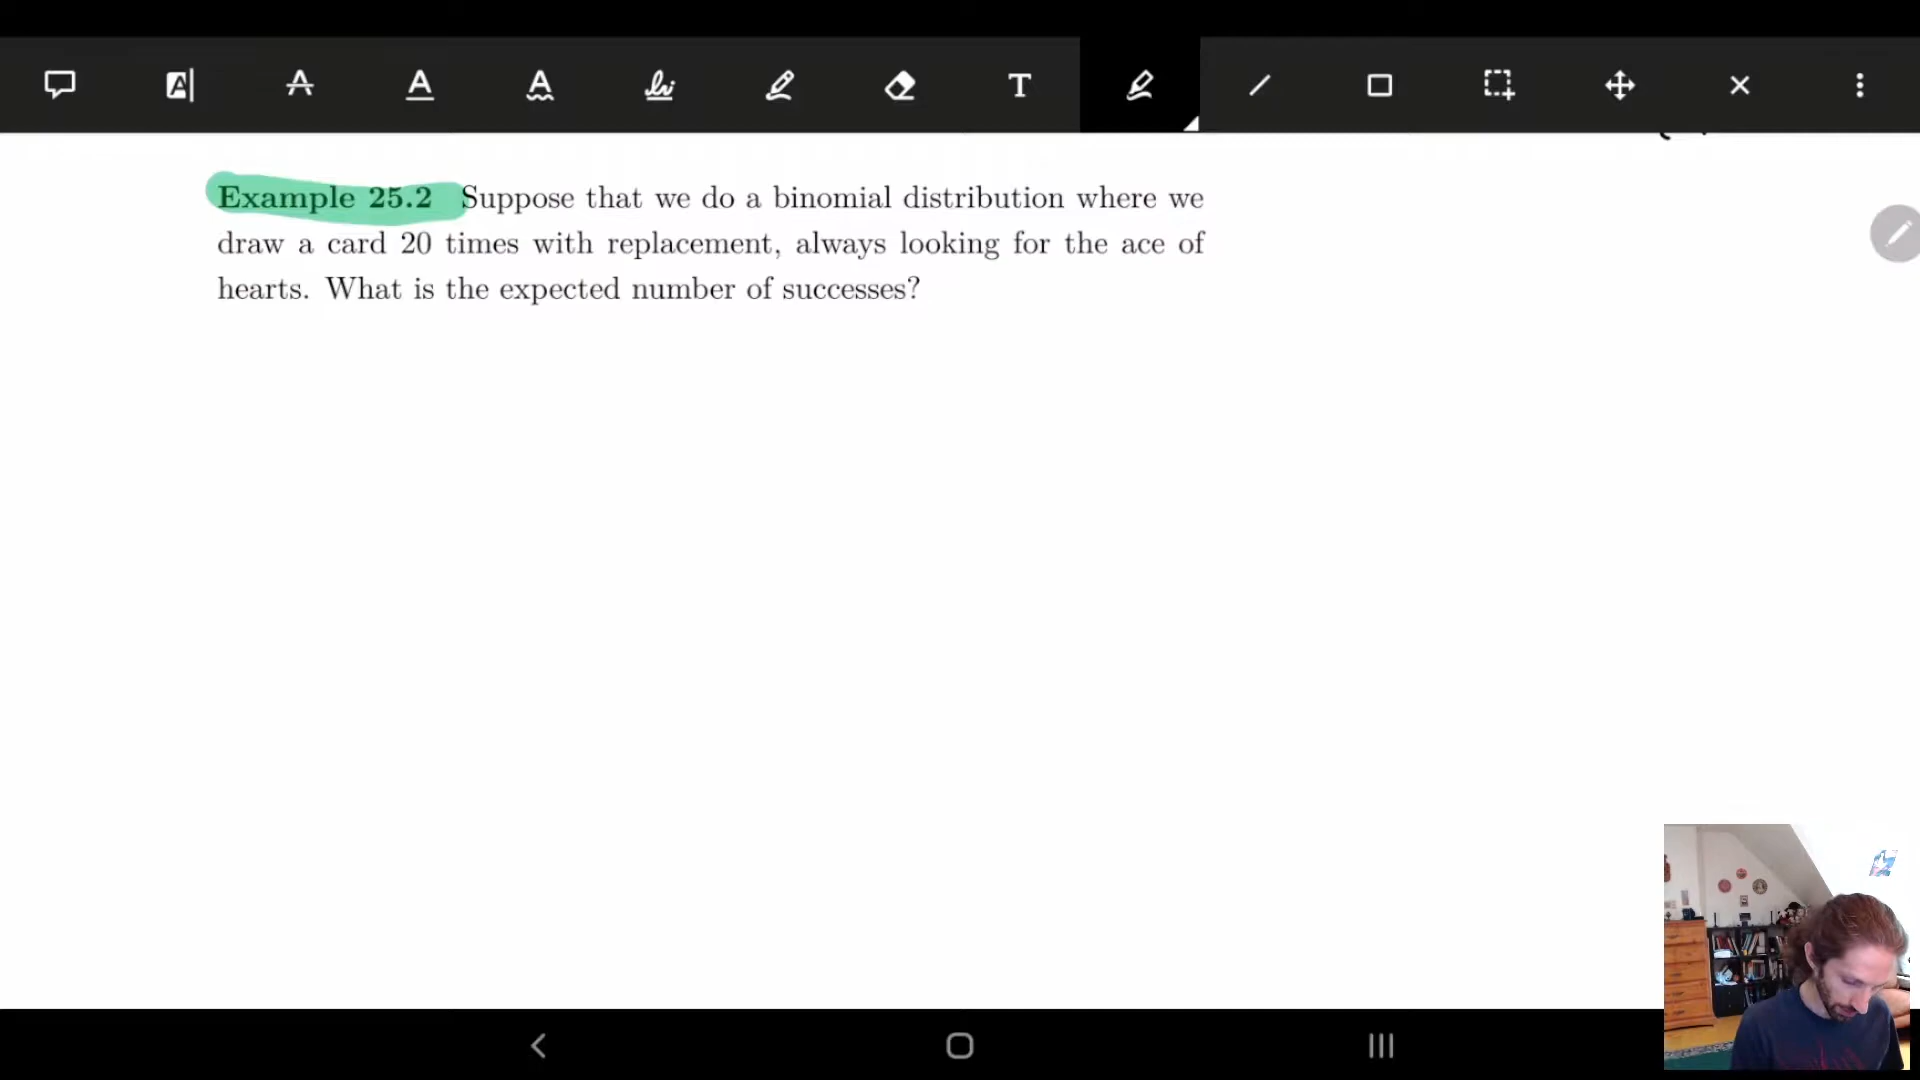 Example 25.2 Suppose that we do a binomial distribution where we
draw a card 20 times with replacement, always looking for the ace of
hearts. What is the expected number of successes?